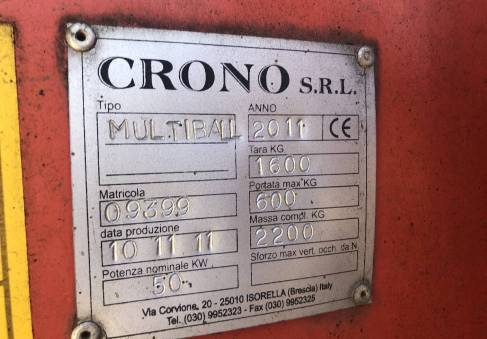 CRONO S.R.L.
Tipo
MULTIBALL
ANNO
2011 CE
Tara KG
1600
Matricola
09399
Portata max KG
600
data produzione
10 11 11
Massa compl. KG
2200
Potenza nominale KW
50
Sforzo max vert. occh. da N
Via Corvione, 20 - 25010 ISORELLA (Brescia) Italy
Tel. (030) 9952323 - Fax (030) 9952325